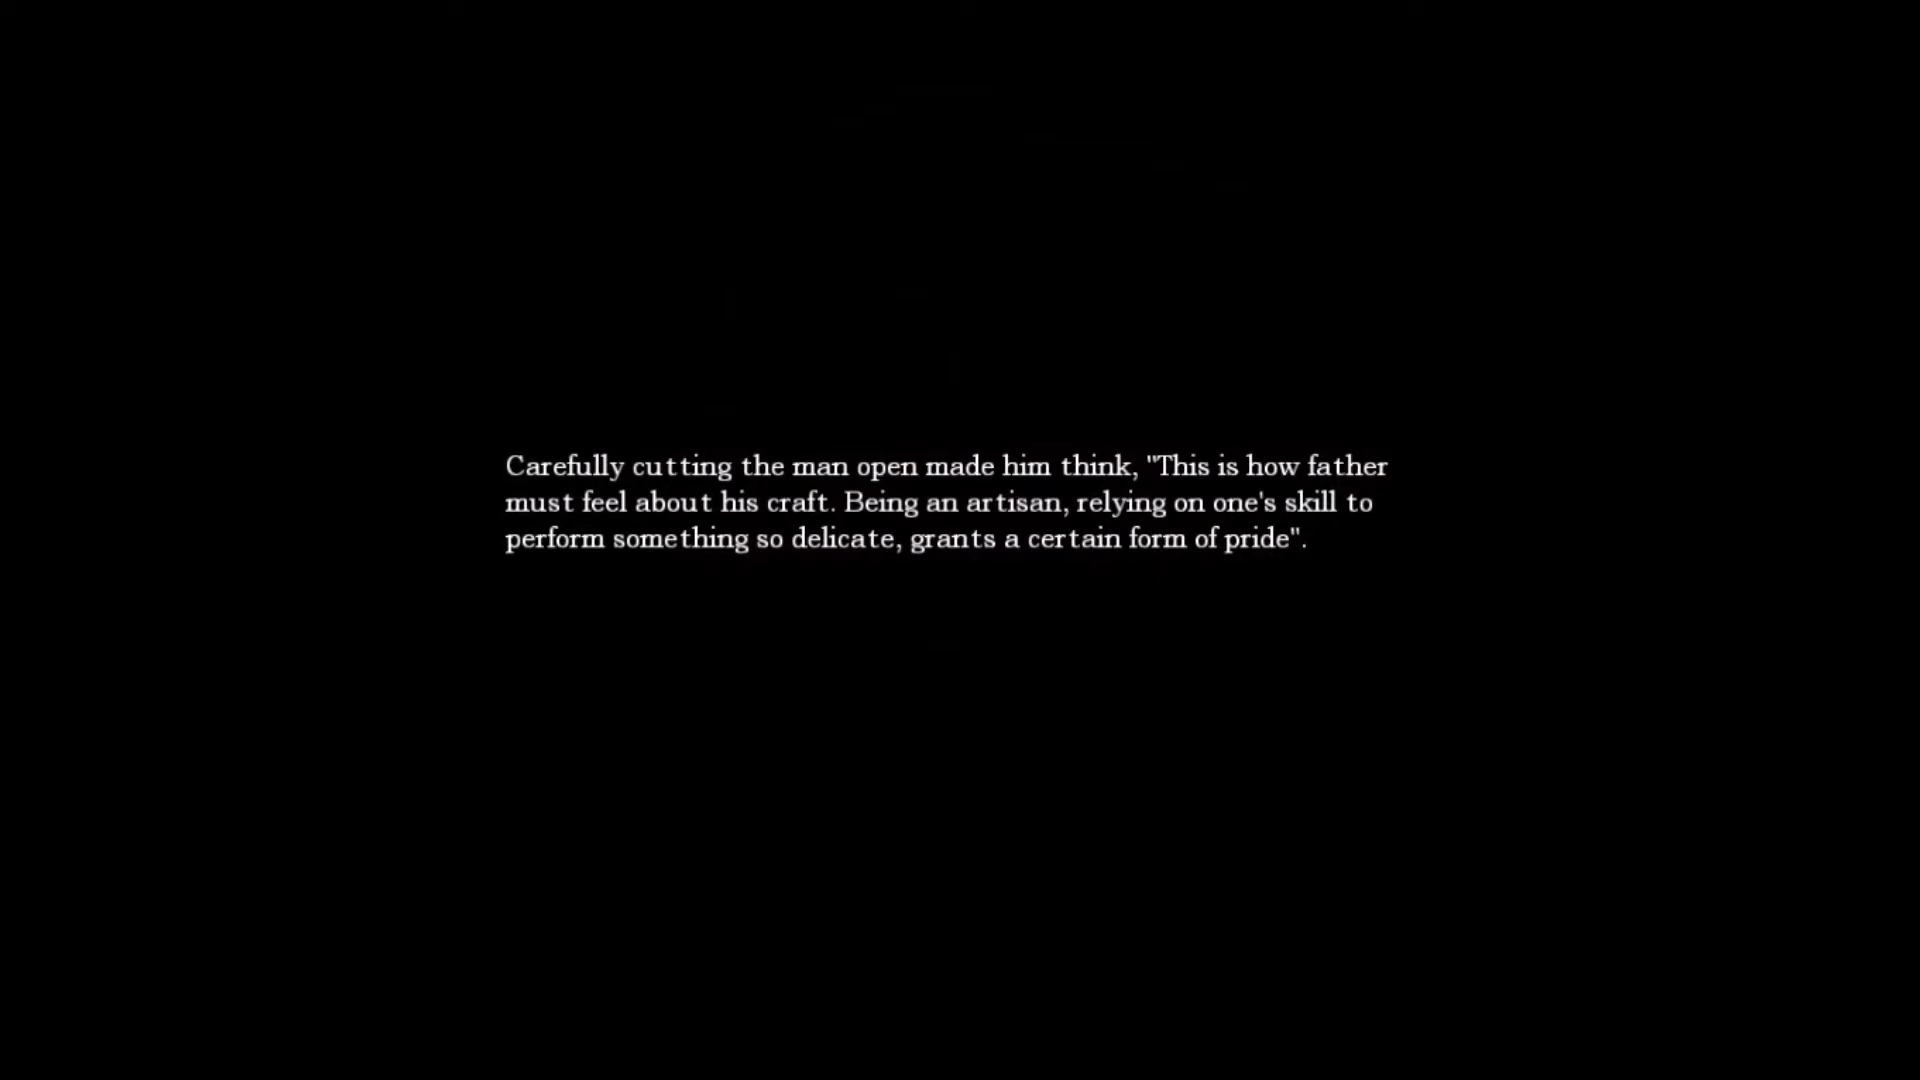 Carefully cutting the man open made him think, "This is how father
must feel about his craft. Being an artisan, relying on one's skill to
perform something so delicate, grants a certain form of pride".